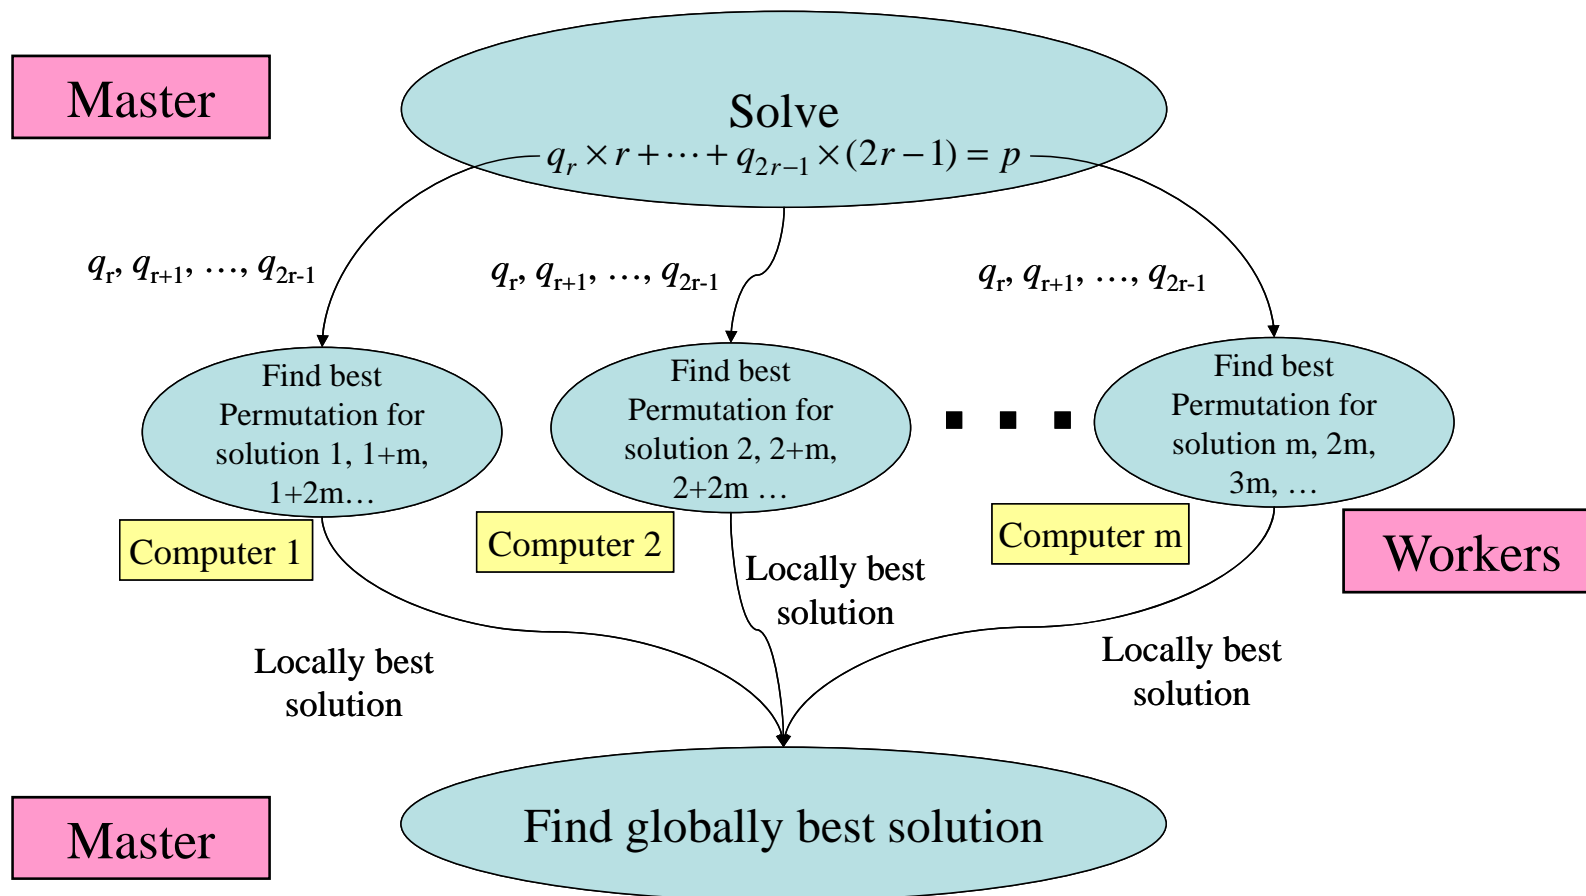 Master
Solve
q_r × r + ⋯ + q_{2r−1} × (2r − 1) = p
q_r, q_{r+1}, …, q_{2r-1}
q_r, q_{r+1}, …, q_{2r-1}
q_r, q_{r+1}, …, q_{2r-1}
Find best
Permutation for
solution 1, 1+m,
1+2m…
Find best
Permutation for
solution 2, 2+m,
2+2m …
Find best
Permutation for
solution m, 2m,
3m, …
Computer 1
Computer 2
Computer m
Workers
Locally best
solution
Locally best
solution
Locally best
solution
Master
Find globally best solution